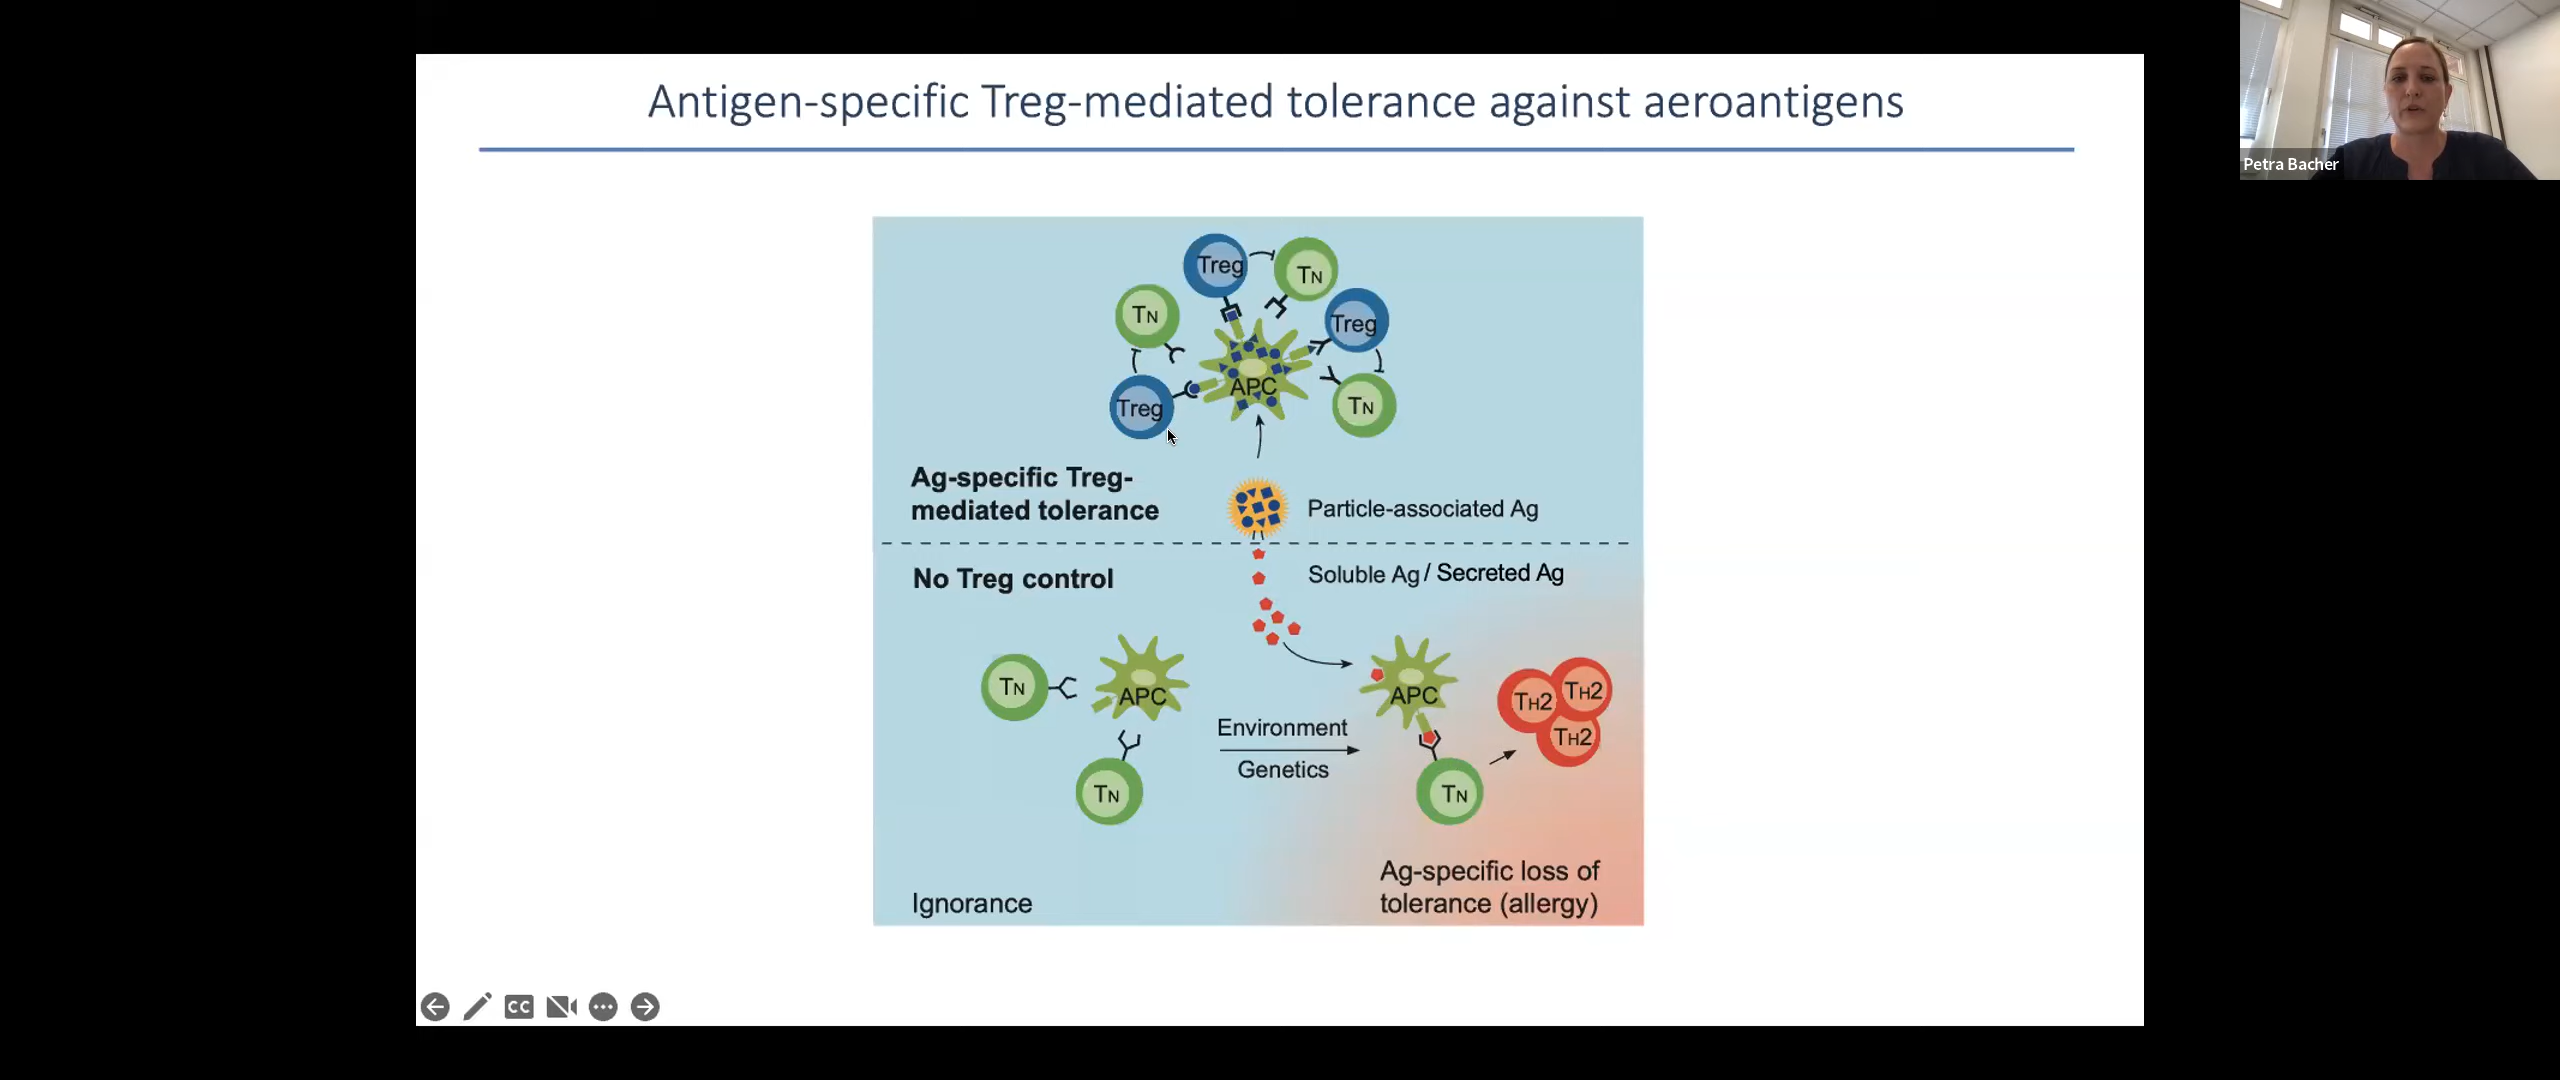 Antigen-specific Treg-mediated tolerance against aeroantigens
Petra Bacher
Treg
TN
TN
Treg
APC
Treg
TN
Ag-specific Treg-
mediated tolerance
Particle-associated Ag
No Treg control
Soluble Ag / Secreted Ag
TN
APC
APC
TH2
TH2
TH2
Environment
Genetics
TN
TN
Ignorance
Ag-specific loss of
tolerance (allergy)
CC